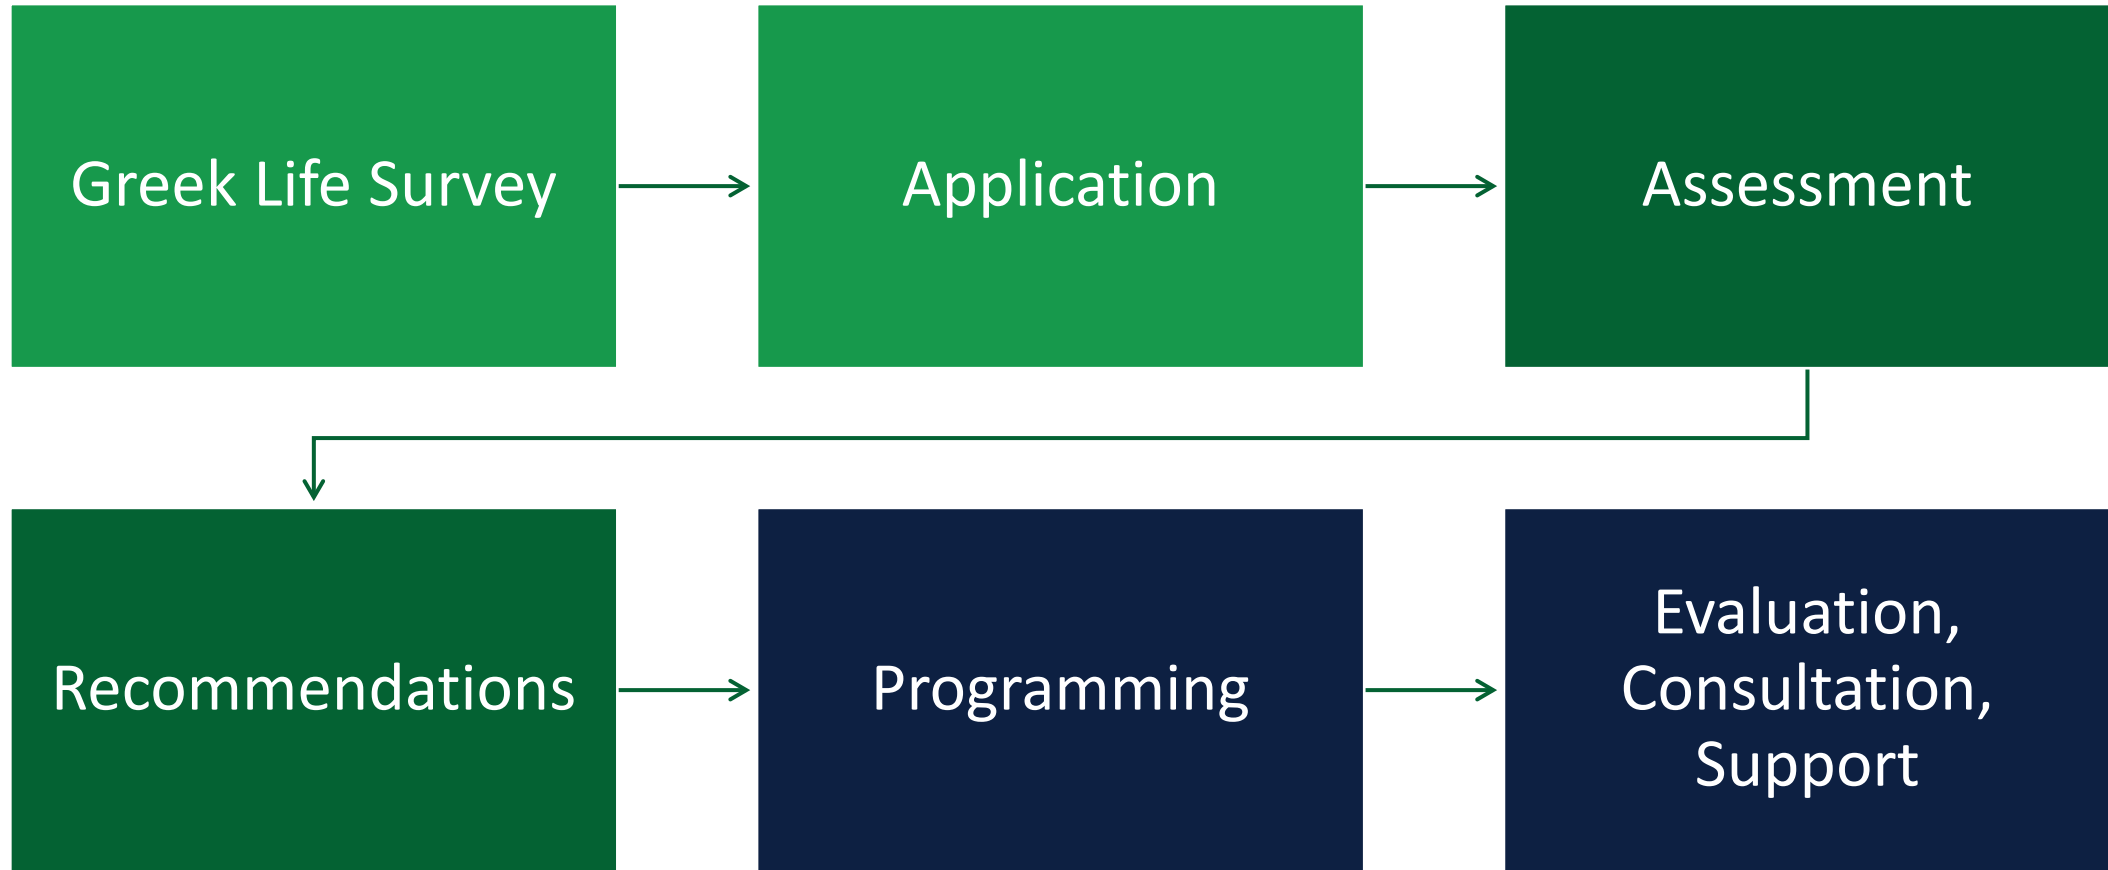 Greek Life Survey
Application
Assessment
Recommendations
Programming
Evaluation,
Consultation,
Support